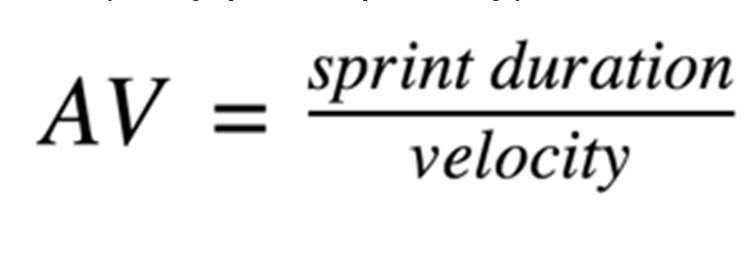 AV = sprint duration / velocity